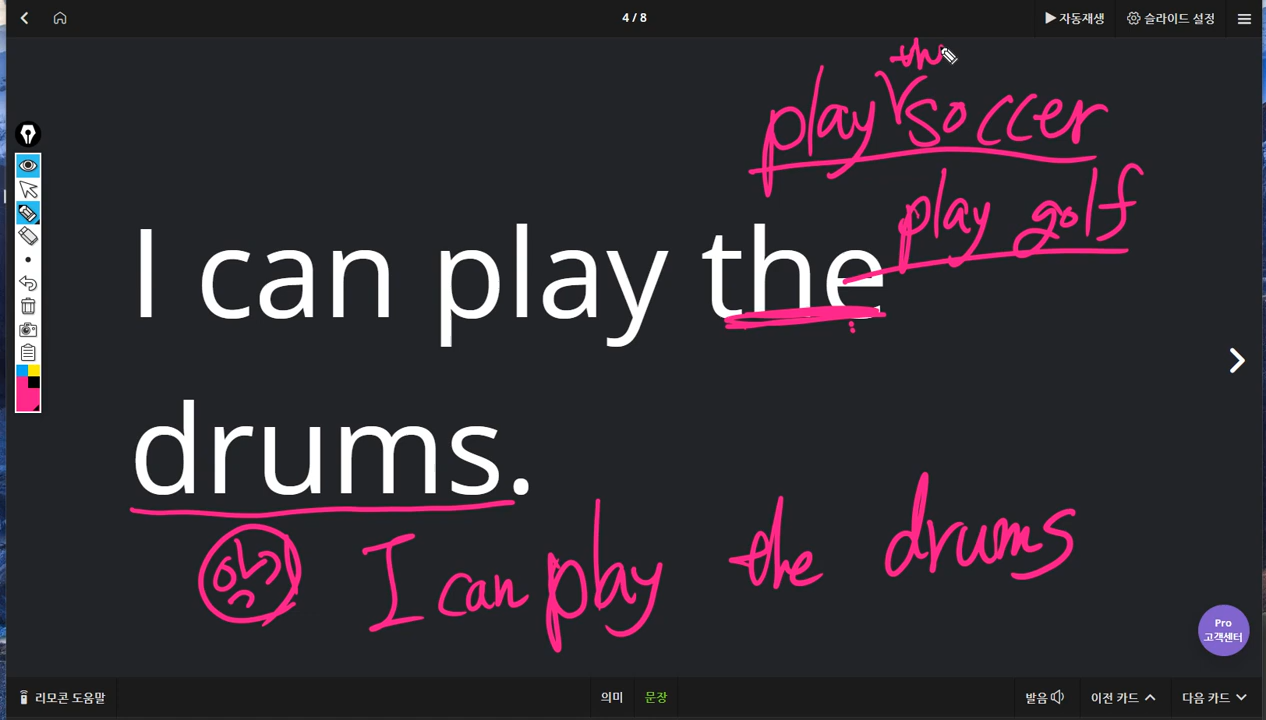 4 / 8
자동재생
슬라이드 설정
the
play soccer
play golf
I can play the
drums.
I can play the drums
Pro
고객센터
리모콘 도움말
의미
문장
발음
이전 카드
다음 카드